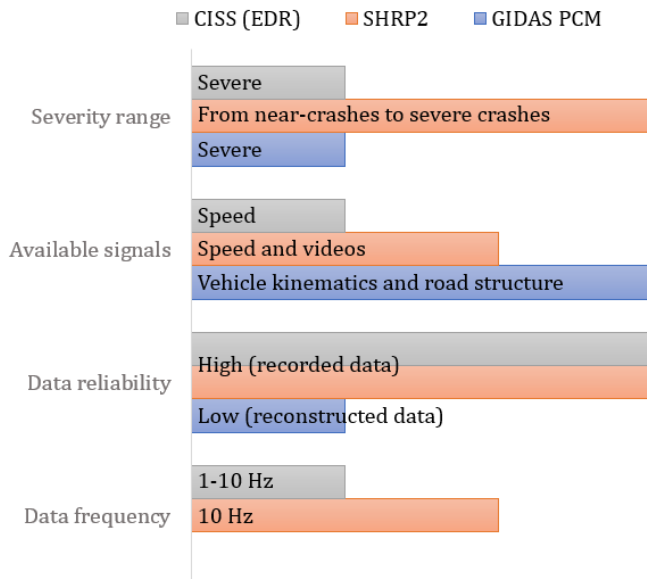 CISS (EDR) SHRP2 GIDAS PCM
Severity range
Severe
From near-crashes to severe crashes
Severe
Available signals
Speed
Speed and videos
Vehicle kinematics and road structure
Data reliability
High (recorded data)
Low (reconstructed data)
Data frequency
1-10 Hz
10 Hz